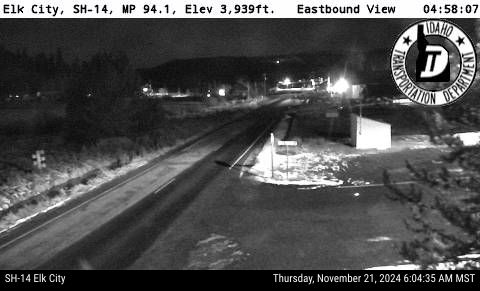 Elk City, SH-14, MP 94.1, Elev 3,939ft. Eastbound View 04:58:07
IDAHO
TRANSPORTATION DEPARTMENT
SH-14 Elk City Thursday, November 21, 2024 6:04:35 AM MST